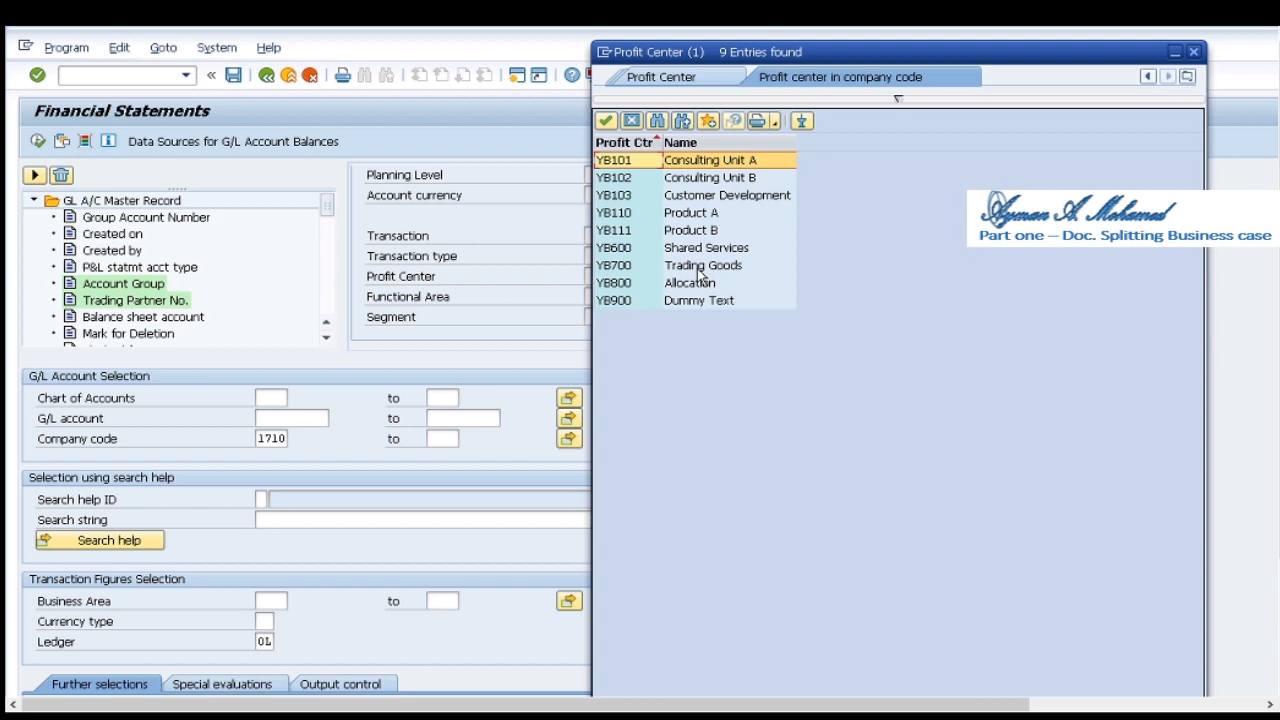 Program Edit Goto System Help
Financial Statements
Data Sources for G/L Account Balances
GL A/C Master Record
Group Account Number
Created on
Created by
P&L statmt acct type
Account Group
Trading Partner No.
Balance sheet account
Mark for Deletion
Planning Level
Account currency
Transaction
Transaction type
Profit Center
Functional Area
Segment
G/L Account Selection
Chart of Accounts to
G/L account to
Company code 1710 to
Selection using search help
Search help ID
Search string
Search help
Transaction Figures Selection
Business Area to
Currency type
Ledger 0L
Further selections Special evaluations Output control
Profit Center (1) 9 Entries found
Profit Center Profit center in company code
Profit Ctr Name
YB101 Consulting Unit A
YB102 Consulting Unit B
YB103 Customer Development
YB110 Product A
YB111 Product B
YB600 Shared Services
YB700 Trading Goods
YB800 Allocation
YB900 Dummy Text
Ayman A. Mohamed
Part one – Doc. Splitting Business case